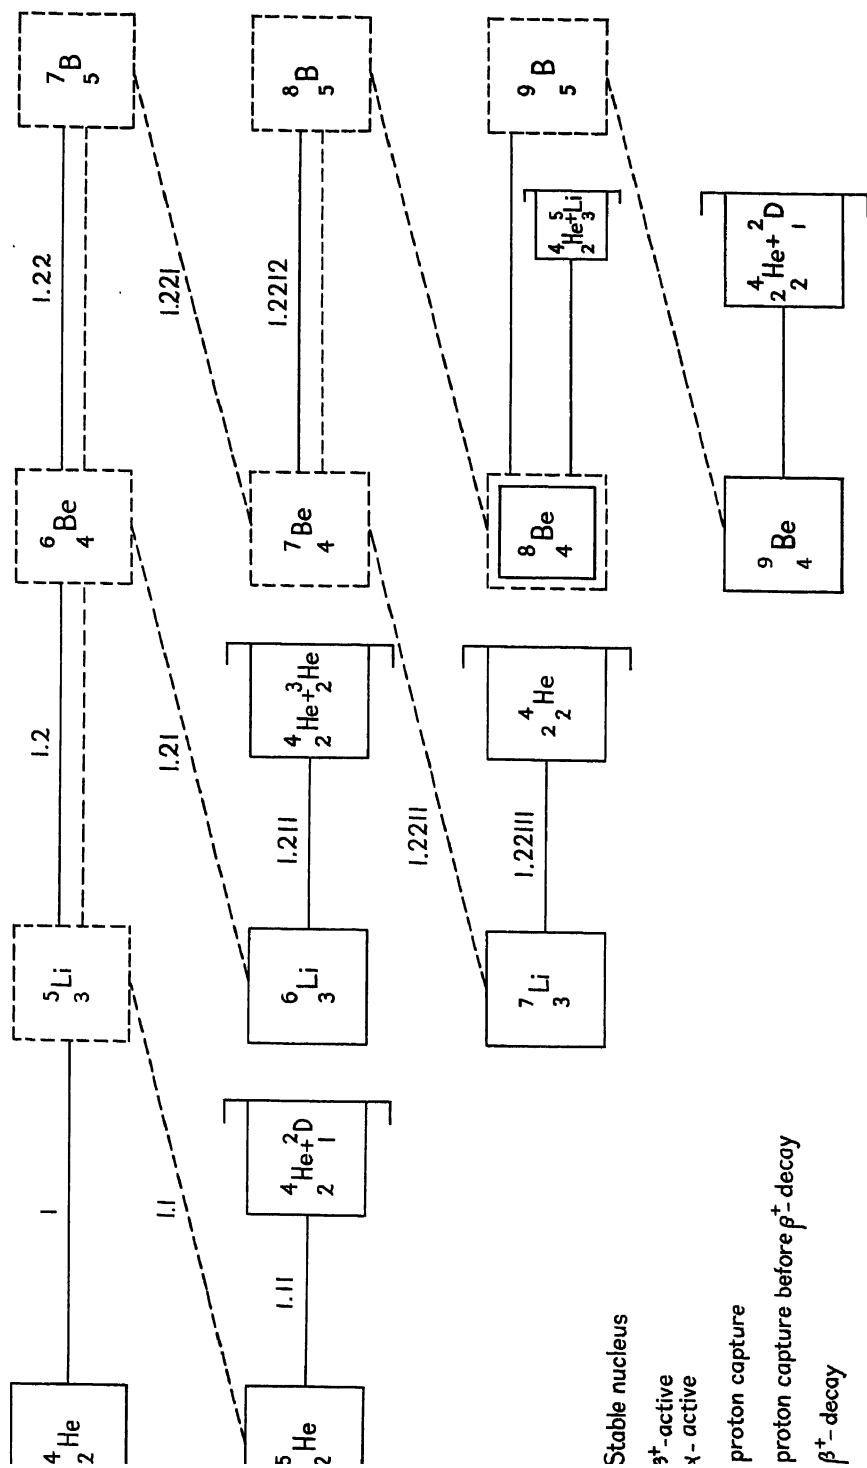 ⁴₂He
1
⁵₃Li
1.2
⁶₄Be
1.22
⁷₅B
1.1
1.21
1.221
⁵₂He
1.11
⁴₂He+²₁D
⁶₃Li
1.211
⁴₂He+³₂He
⁷₄Be
1.2212
⁸₅B
1.2211
⁷₃Li
1.22111
2 ⁴₂He
⁸₄Be
⁴₂He+⁵₃Li
⁹₅B
⁹₄Be
2 ⁴₂He+²₁D
Stable nucleus
β⁺-active
α-active
proton capture
proton capture before β⁺-decay
β⁺-decay